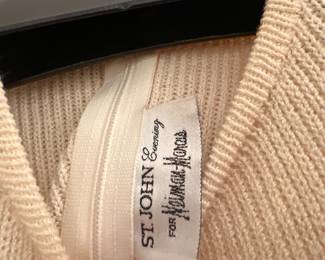 ST. JOHN Evening
FOR Neiman-Marcus